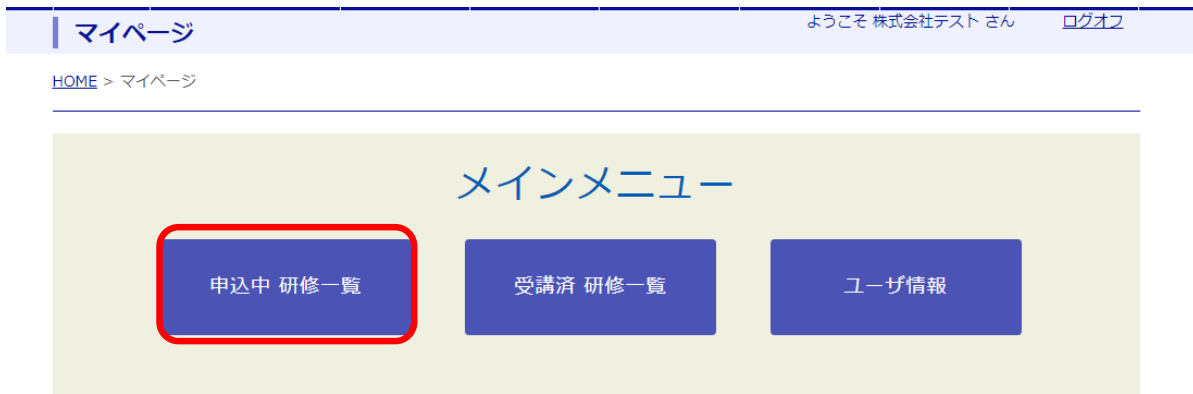 マイページ
ようこそ 株式会社テスト さん ログオフ
HOME > マイページ
メインメニュー
申込中 研修一覧
受講済 研修一覧
ユーザ情報